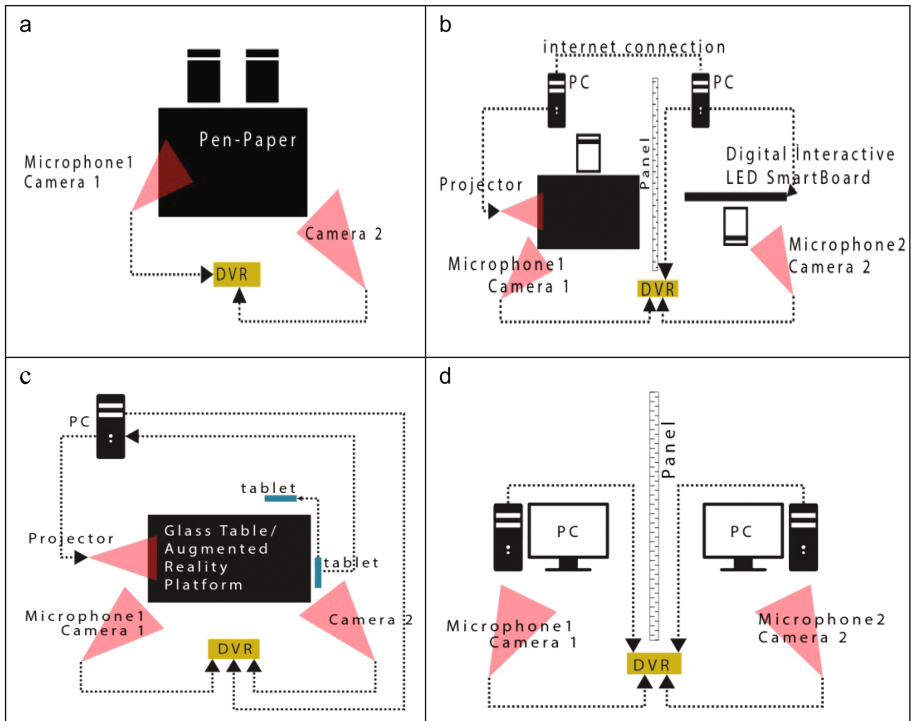 a
Pen-Paper
Microphone1
Camera 1
Camera 2
DVR
b
internet connection
PC
PC
Panel
Digital Interactive
LED SmartBoard
Projector
Microphone1
Camera 1
Microphone2
Camera 2
DVR
c
PC
tablet
Glass Table/
Augmented
Reality
Platform
Projector
tablet
Microphone1
Camera 1
Camera 2
DVR
d
Panel
PC
PC
Microphone1
Camera 1
Microphone2
Camera 2
DVR